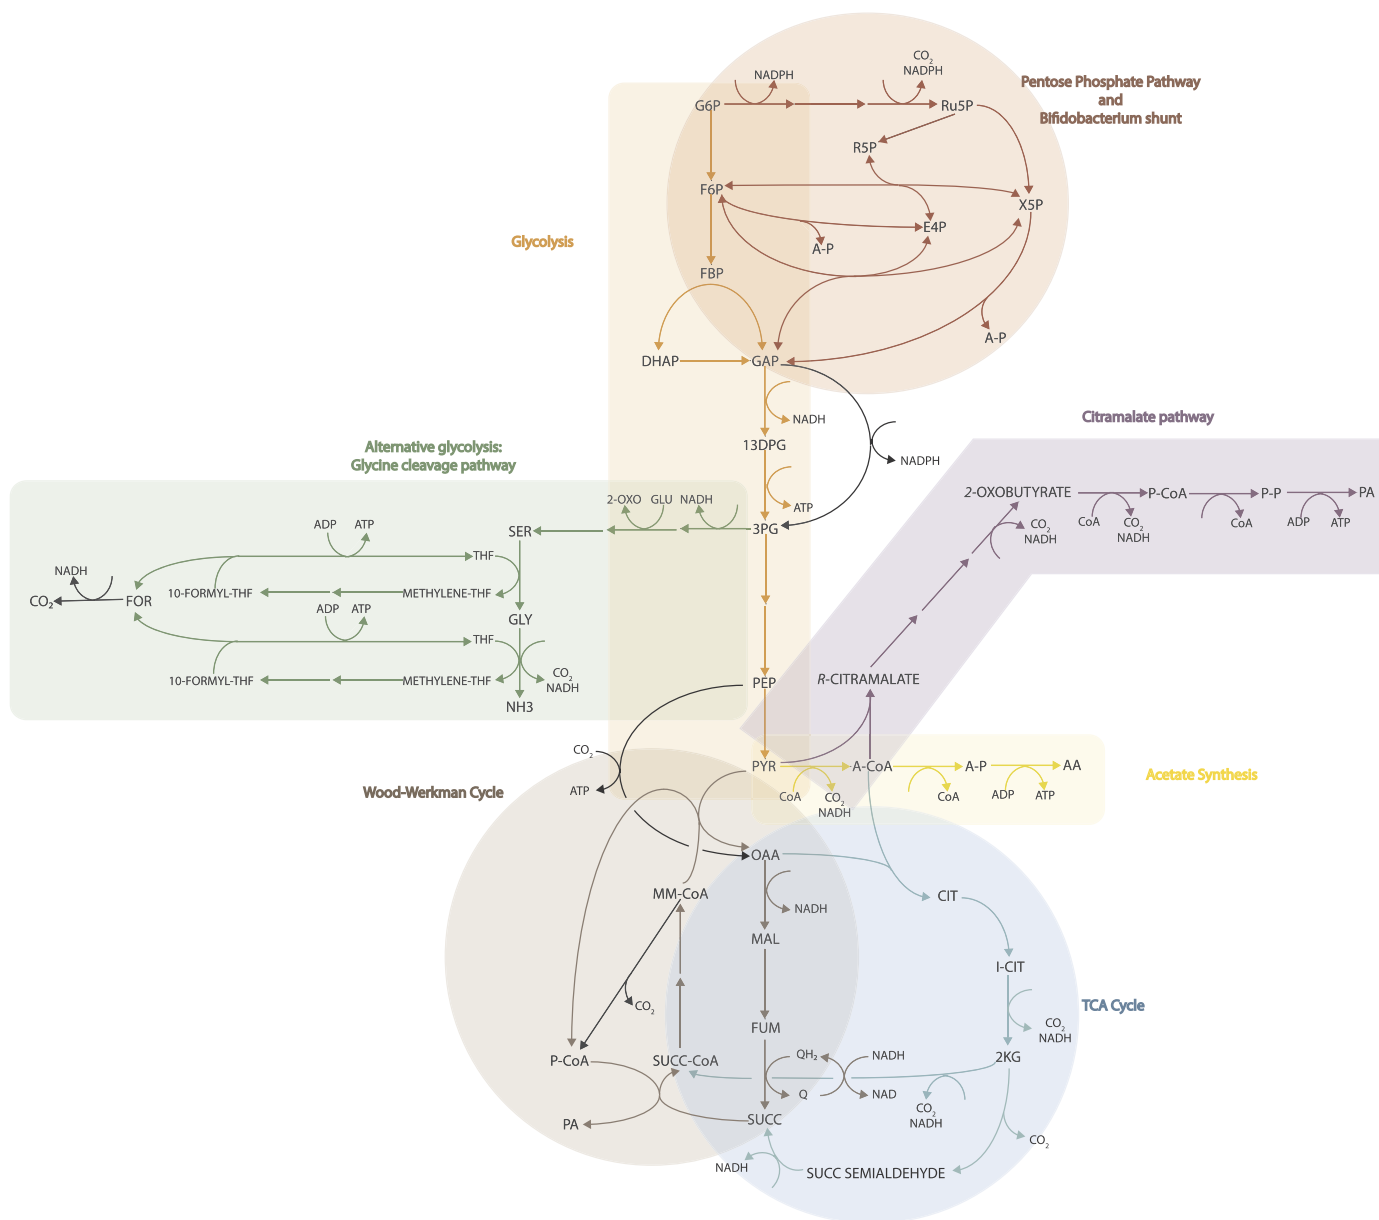 CO2
NADPH
NADPH
Pentose Phosphate Pathway
and
Bifidobacterium shunt
G6P
Ru5P
R5P
F6P
X5P
E4P
A-P
Glycolysis
FBP
A-P
DHAP
GAP
NADH
Citramalate pathway
13DPG
Alternative glycolysis:
Glycine cleavage pathway
NADPH
2-OXOBUTYRATE
P-CoA
P-P
PA
2-OXO
GLU
NADH
ATP
CoA
CO2
NADH
CoA
ADP
ATP
CO2
NADH
ADP
ATP
SER
3PG
THF
NADH
CO2
FOR
10-FORMYL-THF
METHYLENE-THF
ADP
ATP
GLY
THF
10-FORMYL-THF
METHYLENE-THF
CO2
NADH
NH3
PEP
R-CITRAMALATE
CO2
ATP
PYR
A-CoA
A-P
AA
Acetate Synthesis
CoA
CO2
NADH
CoA
ADP
ATP
Wood-Werkman Cycle
OAA
MM-CoA
NADH
CIT
MAL
I-CIT
CO2
TCA Cycle
FUM
CO2
NADH
P-CoA
SUCC-CoA
QH2
NADH
2KG
Q
NAD
CO2
NADH
PA
SUCC
CO2
NADH
SUCC SEMIALDEHYDE